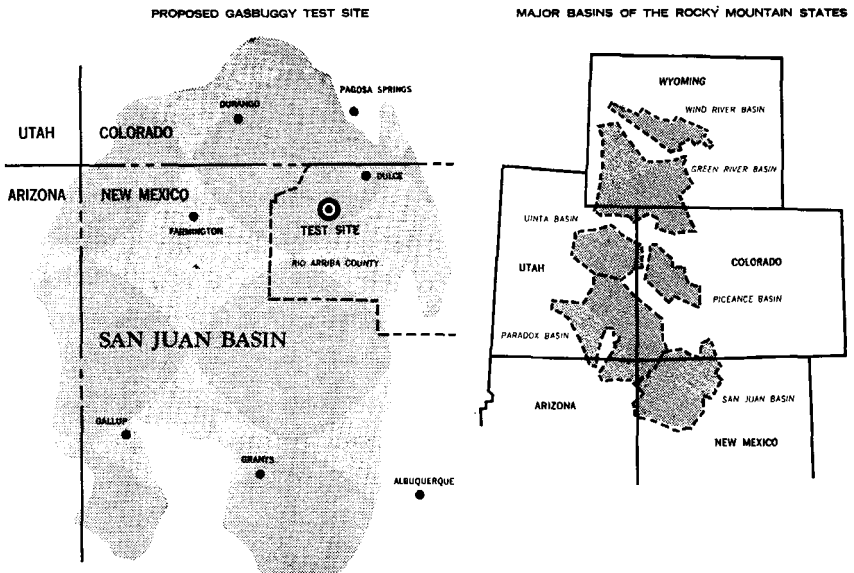 PROPOSED GASBUGGY TEST SITE
PAGOSA SPRINGS
DURANGO
UTAH
COLORADO
ARIZONA
NEW MEXICO
DULCE
FARMINGTON
TEST SITE
RIO ARRIBA COUNTY
SAN JUAN BASIN
GALLUP
GRANTS
ALBUQUERQUE
MAJOR BASINS OF THE ROCKY MOUNTAIN STATES
WYOMING
WIND RIVER BASIN
GREEN RIVER BASIN
UINTA BASIN
UTAH
COLORADO
PICEANCE BASIN
PARADOX BASIN
SAN JUAN BASIN
ARIZONA
NEW MEXICO